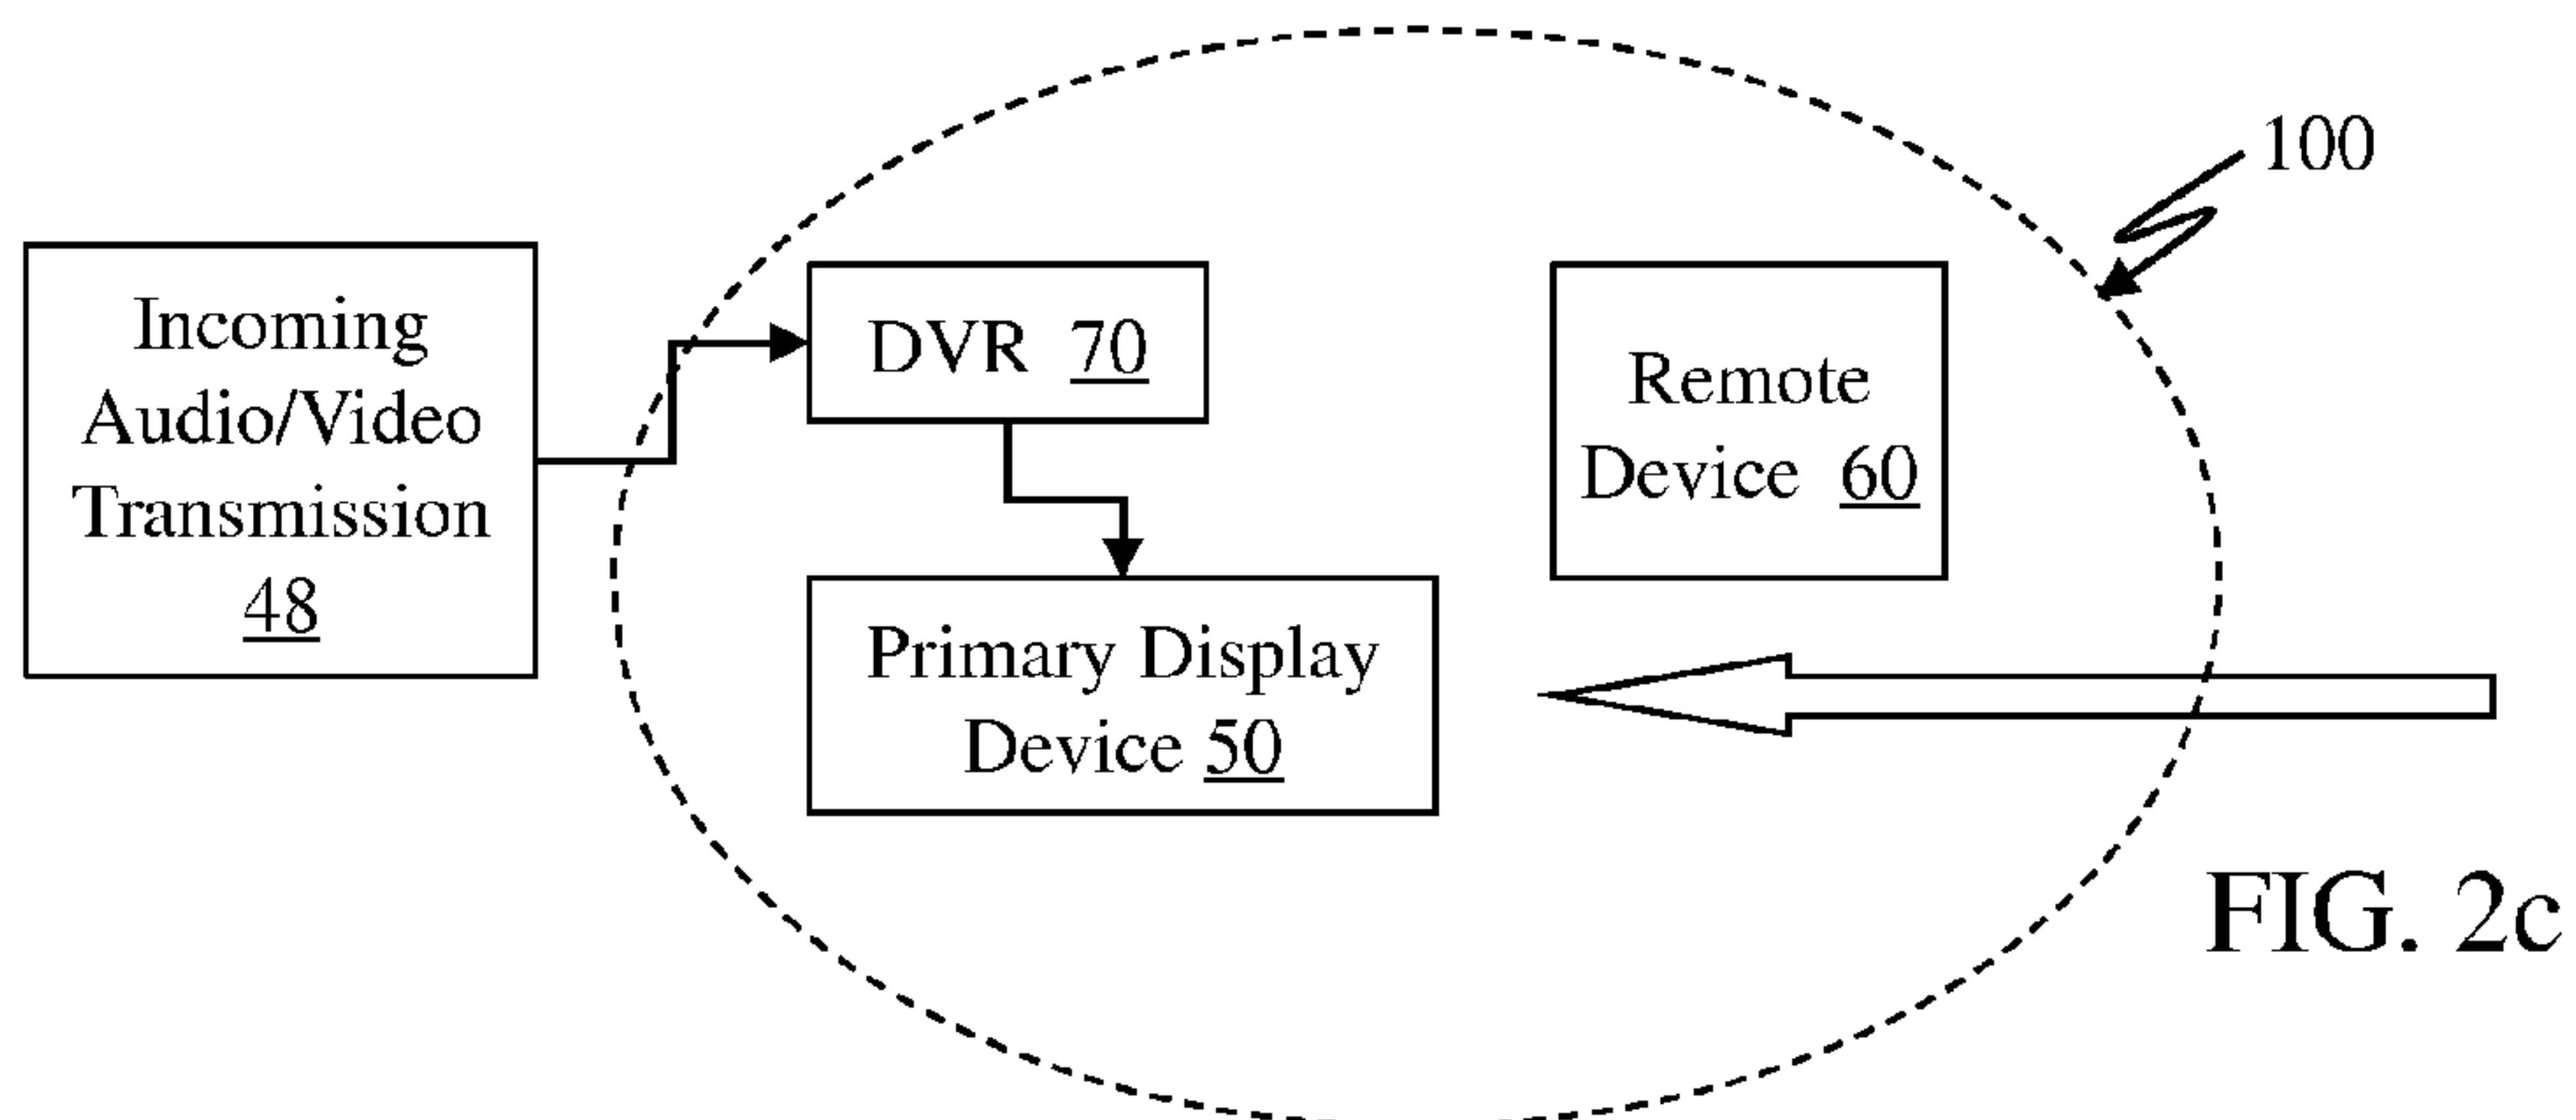 100
Incoming
Audio/Video
Transmission
48
DVR 70
Remote
Device 60
Primary Display
Device 50
FIG. 2c